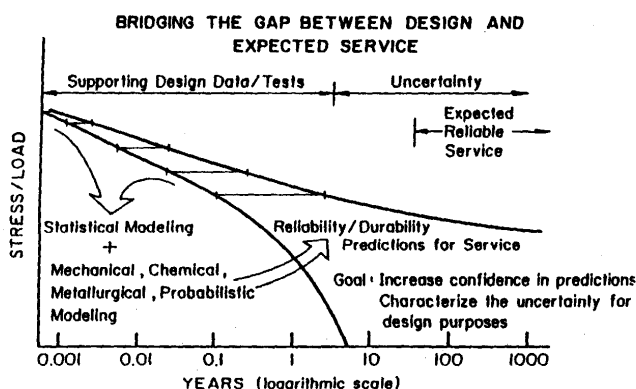 BRIDGING THE GAP BETWEEN DESIGN AND
EXPECTED SERVICE
Supporting Design Data/Tests
Uncertainty
Expected
Reliable
Service
STRESS/LOAD
Statistical Modeling
+
Mechanical, Chemical,
Metallurgical, Probabilistic
Modeling
Reliability/Durability
Predictions for Service
Goal: Increase confidence in predictions
Characterize the uncertainty for
design purposes
0.001 0.01 0.1 1 10 100 1000
YEARS (logarithmic scale)